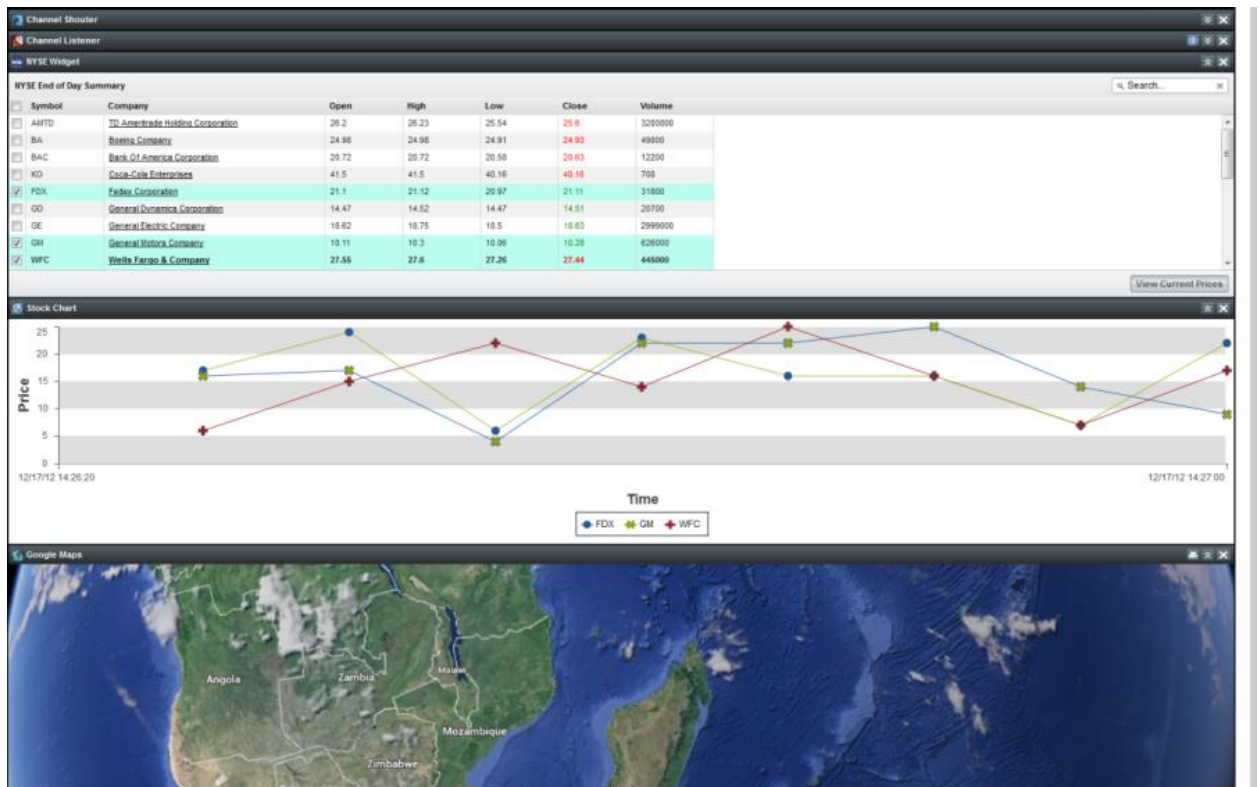 Channel Shouter
Channel Listener
NYSE Widget
NYSE End of Day Summary
Search...
Symbol Company Open High Low Close Volume
AMTD TD Ameritrade Holding Corporation 26.2 26.23 25.54 25.6 3200800
BA Boeing Company 24.98 24.98 24.91 24.93 49800
BAC Bank Of America Corporation 20.72 20.72 20.58 20.63 12200
KO Coca-Cola Enterprises 41.5 41.5 40.16 40.16 700
FDX Fedex Corporation 21.1 21.12 20.97 21.11 31800
GD General Dynamics Corporation 14.47 14.52 14.47 14.51 20700
GE General Electric Company 18.62 18.75 18.5 18.63 2999000
GM General Motors Company 10.11 10.3 10.06 10.28 626000
WFC Wells Fargo & Company 27.55 27.6 27.26 27.44 445000
View Current Prices
Stock Chart
25
20
15
10
5
0
Price
12/17/12 14:26:20 12/17/12 14:27:00
Time
FDX GM WFC
Google Maps
Angola Zambia Malawi
Mozambique
Zimbabwe